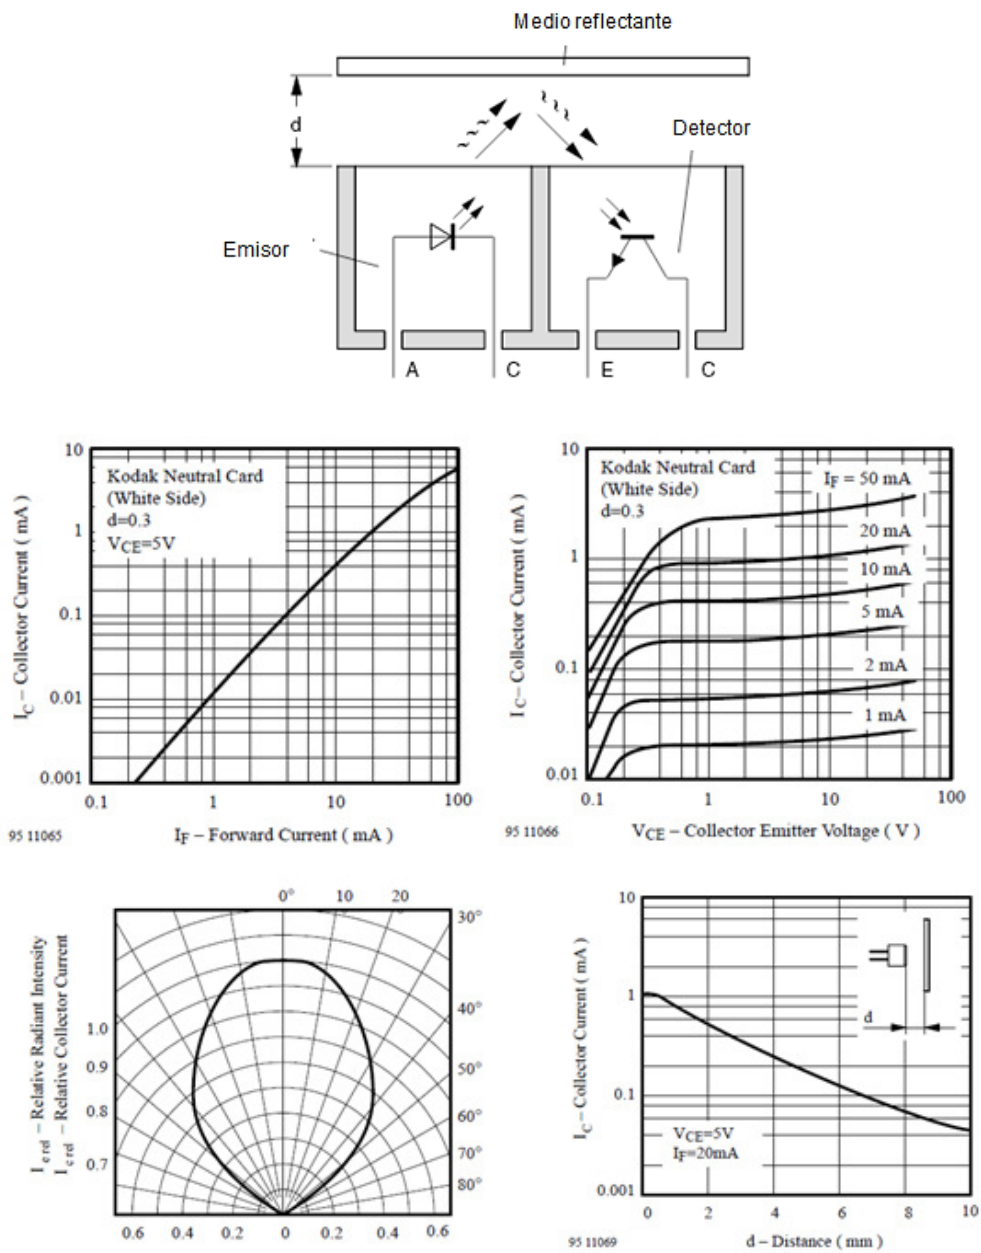 Medio reflectante
d
Detector
Emisor
A
C
E
C
10
1
0.1
0.01
0.001
Kodak Neutral Card
(White Side)
d=0.3
VCE=5V
IC – Collector Current ( mA )
0.1
1
10
100
95 11065
IF – Forward Current ( mA )
10
1
0.1
0.01
Kodak Neutral Card
(White Side)
d=0.3
IF = 50 mA
20 mA
10 mA
5 mA
2 mA
1 mA
IC – Collector Current ( mA )
0.1
1
10
100
95 11066
VCE – Collector Emitter Voltage ( V )
0°
10
20
30°
40°
50°
60°
70°
80°
1.0
0.9
0.8
0.7
Ie rel – Relative Radiant Intensity
Ic rel – Relative Collector Current
0.6
0.4
0.2
0
0.2
0.4
0.6
10
1
0.1
0.001
IC – Collector Current ( mA )
d
VCE=5V
IF=20mA
0
2
4
6
8
10
95 11069
d – Distance ( mm )